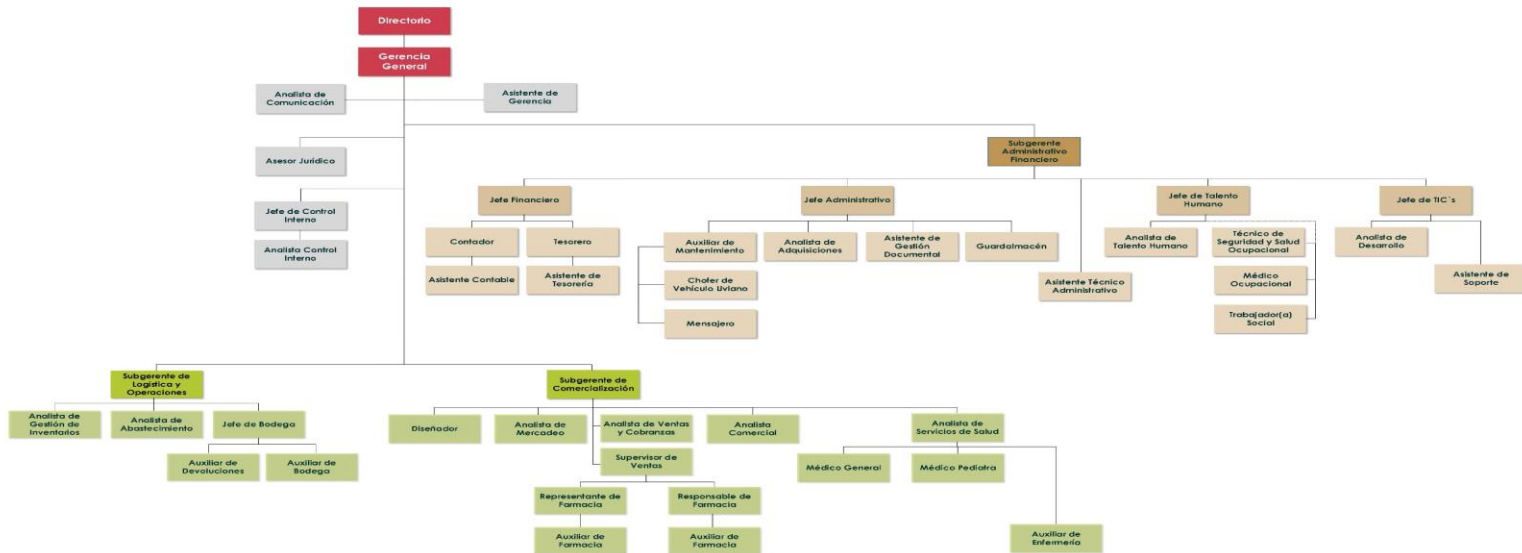 Directorio
Gerencia
General
Analista de
Comunicación
Asistente de
Gerencia
Asesor Jurídico
Subgerente
Administrativo
Financiero
Jefe de Control
Interno
Analista Control
Interno
Jefe Financiero
Jefe Administrativo
Jefe de Talento
Humano
Jefe de TIC´s
Contador
Tesorero
Auxiliar de
Mantenimiento
Analista de
Adquisiciones
Asistente de
Gestión
Documental
Guardalmacén
Analista de
Talento Humano
Técnico de
Seguridad y Salud
Ocupacional
Analista de
Desarrollo
Asistente Contable
Asistente de
Tesorería
Chofer de
Vehículo Liviano
Asistente Técnico
Administrativo
Médico
Ocupacional
Asistente de
Soporte
Mensajero
Trabajador(a)
Social
Subgerente de
Logística y
Operaciones
Subgerente de
Comercialización
Analista de
Gestión de
Inventarios
Analista de
Abastecimiento
Jefe de Bodega
Diseñador
Analista de
Mercadeo
Analista de Ventas
y Cobranzas
Analista
Comercial
Analista de
Servicios de Salud
Auxiliar de
Devoluciones
Auxiliar de
Bodega
Supervisor de
Ventas
Médico General
Médico Pediatra
Representante de
Farmacia
Responsable de
Farmacia
Auxiliar de
Farmacia
Auxiliar de
Farmacia
Auxiliar de
Enfermería